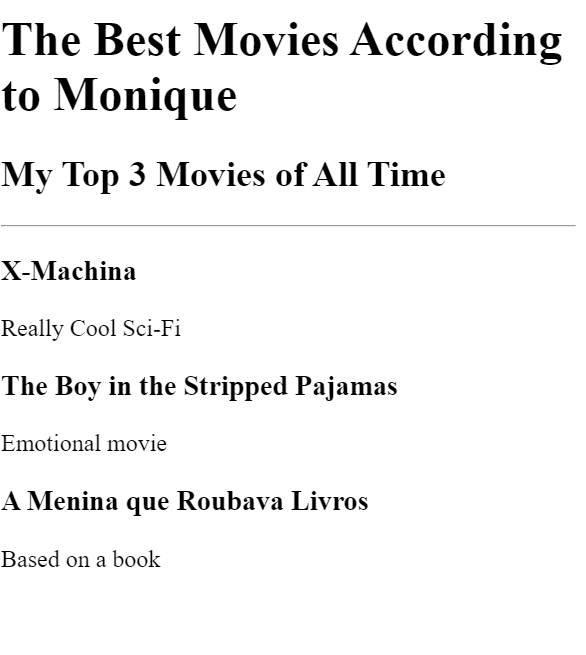 The Best Movies According
to Monique
My Top 3 Movies of All Time
X-Machina
Really Cool Sci-Fi
The Boy in the Stripped Pajamas
Emotional movie
A Menina que Roubava Livros
Based on a book